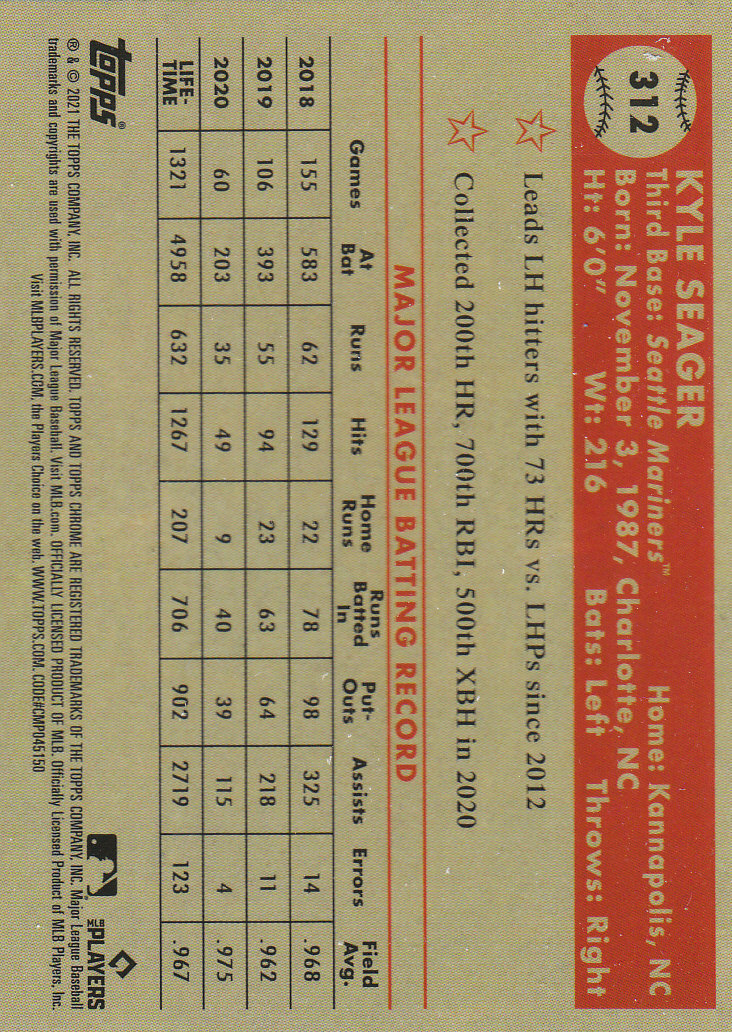 312
KYLE SEAGER
Third Base: Seattle Mariners™ Home: Kannapolis, NC
Born: November 3, 1987, Charlotte, NC
Ht: 6'0" Wt: 216 Bats: Left Throws: Right
Leads LH hitters with 73 HRs vs. LHPs since 2012
Collected 200th HR, 700th RBI, 500th XBH in 2020
MAJOR LEAGUE BATTING RECORD
Games At Bat Runs Hits Home Runs Runs Batted In Put-Outs Assists Errors Field Avg.
2018 155 583 62 129 22 78 98 325 14 .968
2019 106 393 55 94 23 63 64 218 11 .962
2020 60 203 35 49 9 40 39 115 4 .975
LIFE-TIME 1321 4958 632 1267 207 706 902 2719 123 .967
topps®
MLB PLAYERS
® & © 2021 THE TOPPS COMPANY, INC. ALL RIGHTS RESERVED. TOPPS AND TOPPS CHROME ARE REGISTERED TRADEMARKS OF THE TOPPS COMPANY, INC. Major League Baseball
trademarks and copyrights are used with permission of Major League Baseball. Visit MLB.com. OFFICIALLY LICENSED PRODUCT OF MLB. Officially Licensed Product of MLB Players, Inc.
Visit MLBPLAYERS.COM, the Players Choice on the web. WWW.TOPPS.COM. CODE#CMP045150